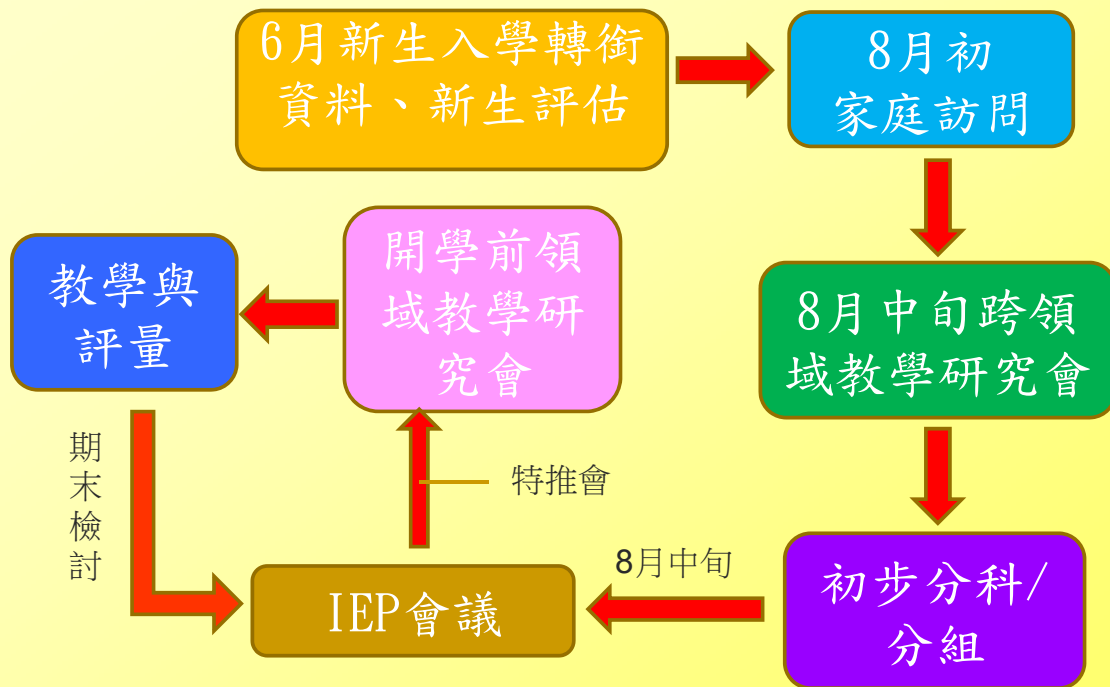 6月新生入學轉銜
資料、新生評估
8月初
家庭訪問
8月中旬跨領
域教學研究會
初步分科/
分組
8月中旬
IEP會議
特推會
開學前領
域教學研
究會
教學與
評量
期
末
檢
討